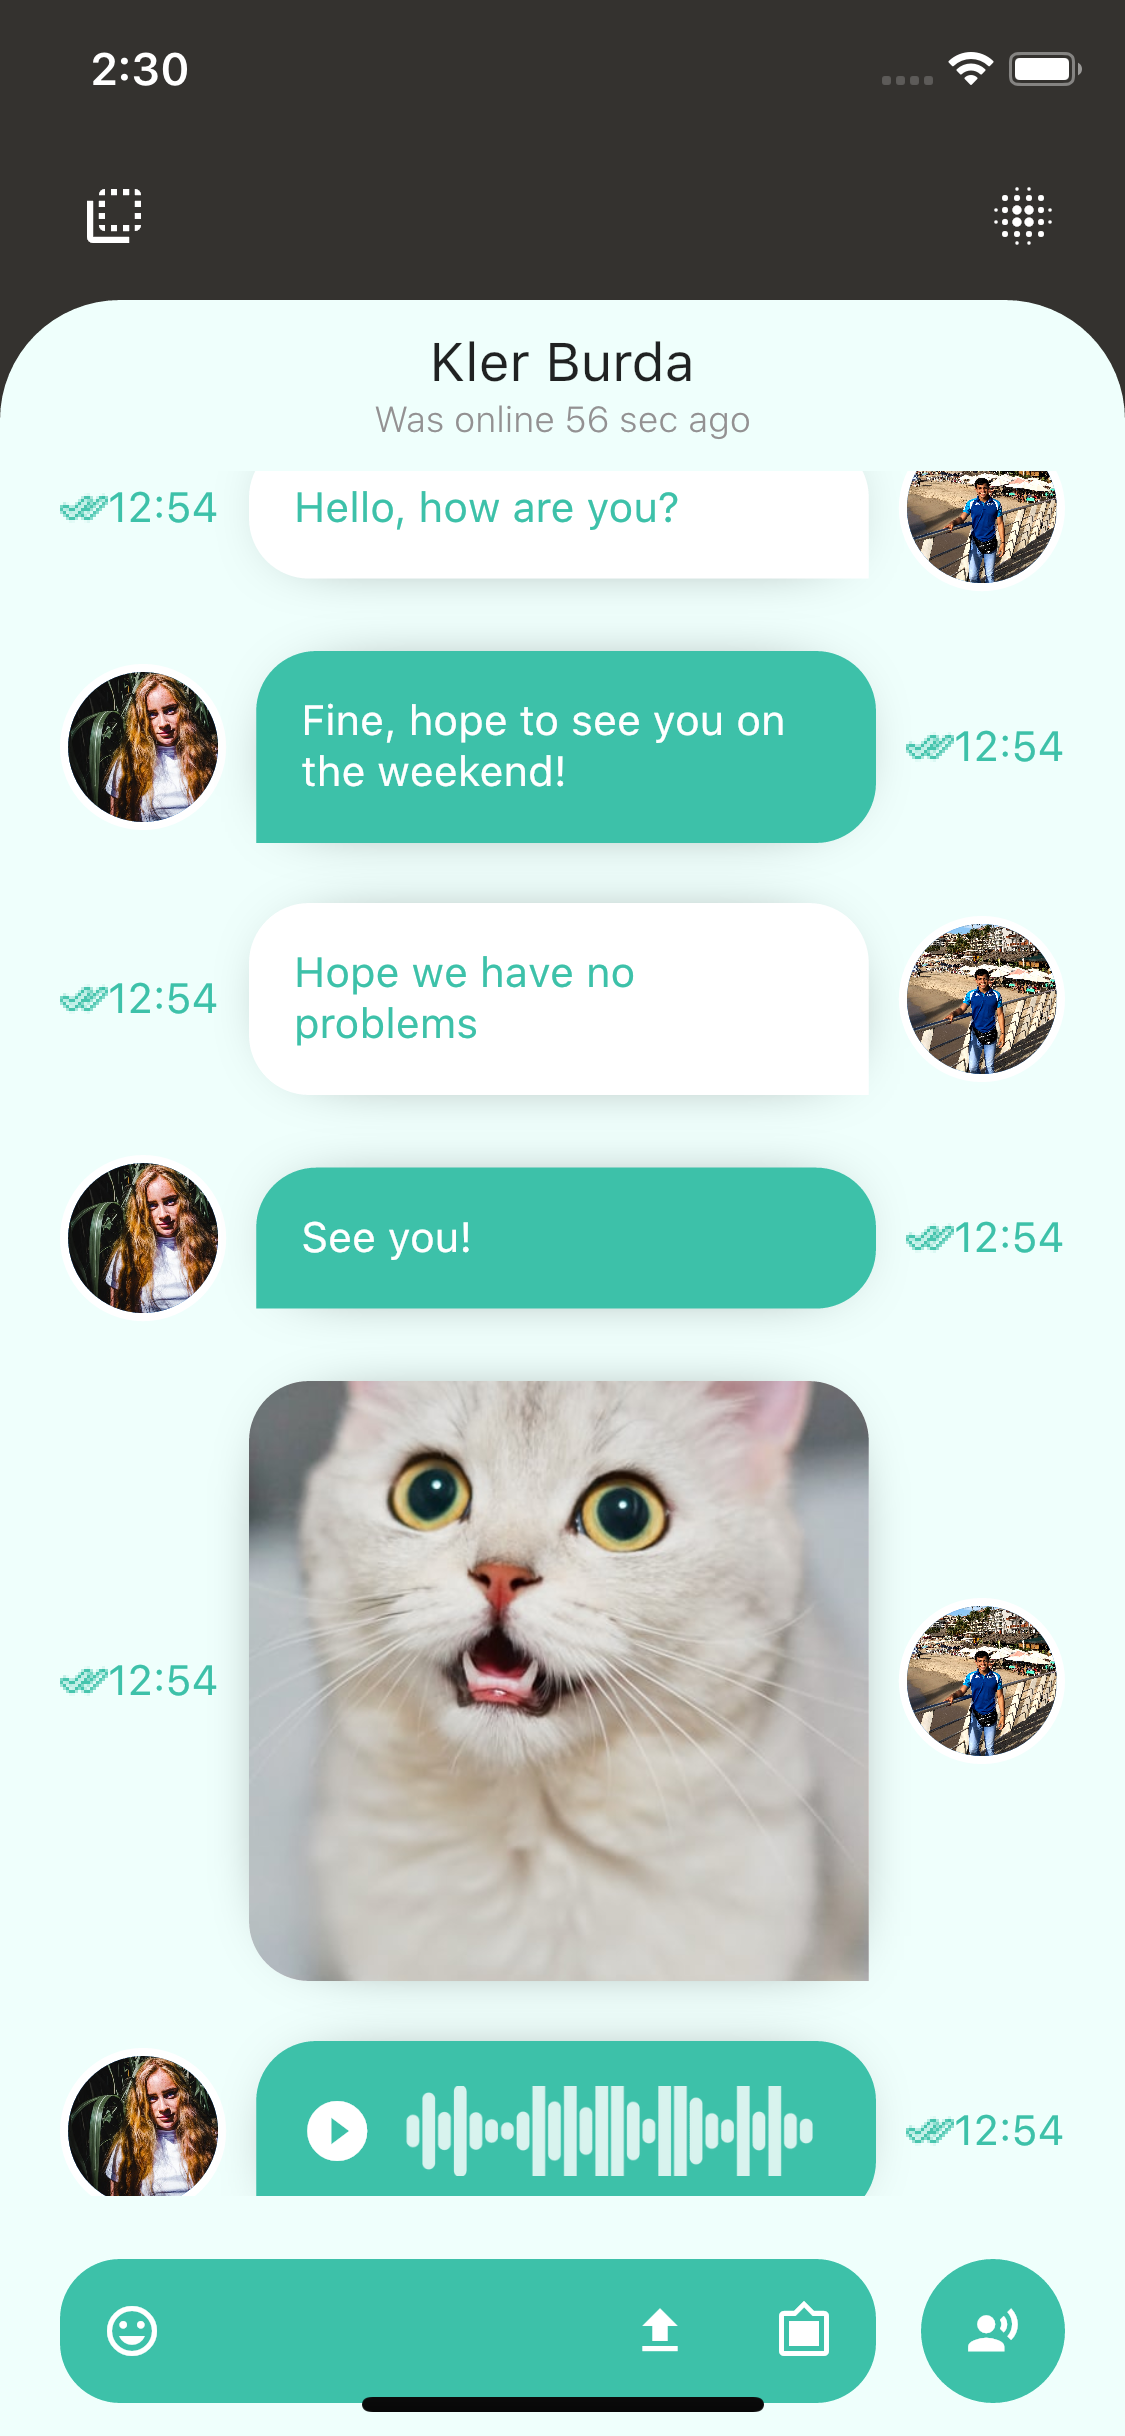 2:30
Kler Burda
Was online 56 sec ago
12:54
Hello, how are you?
Fine, hope to see you on
the weekend!
12:54
12:54
Hope we have no
problems
See you!
12:54
12:54
12:54